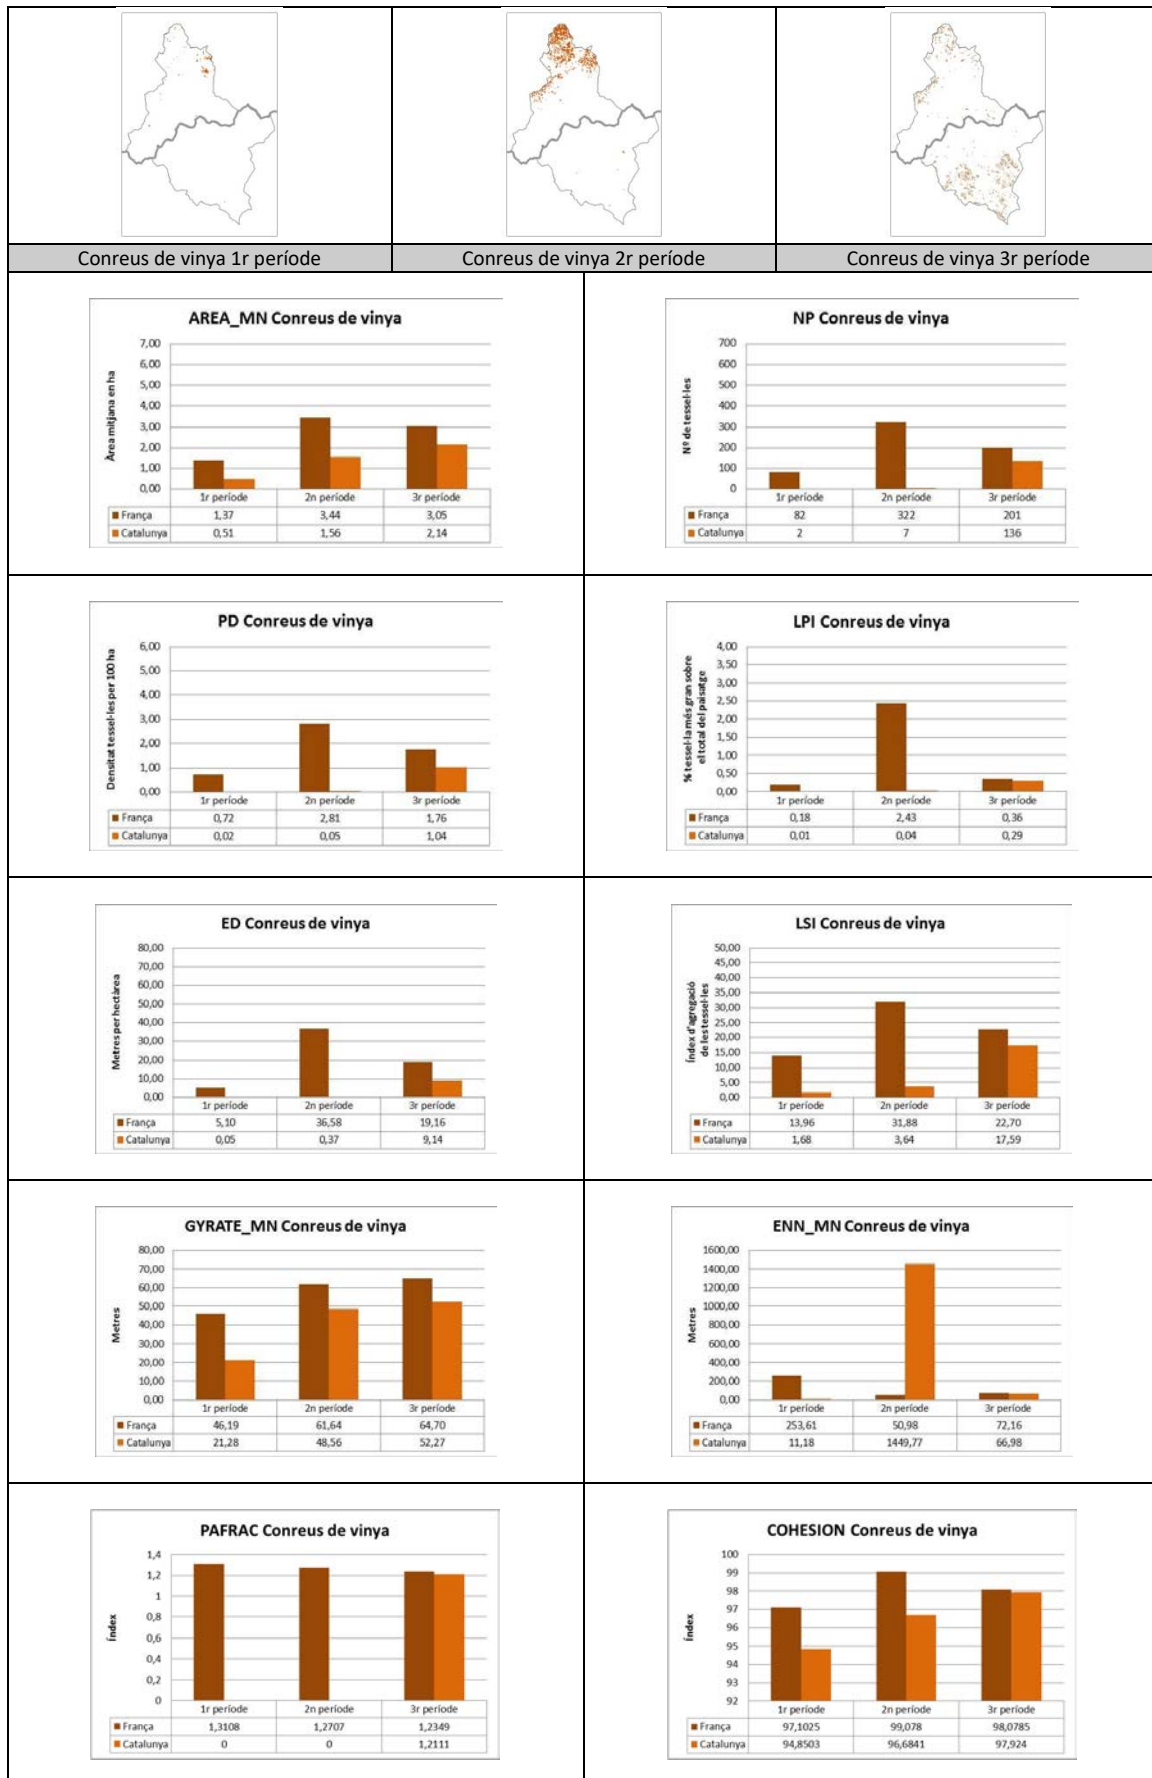 Conreus de vinya 1r període
Conreus de vinya 2r període
Conreus de vinya 3r període
AREA_MN Conreus de vinya
Àrea mitjana en ha
7,00
6,00
5,00
4,00
3,00
2,00
1,00
0,00
1r període 2n període 3r període
França 1,37 3,44 3,05
Catalunya 0,51 1,56 2,14
NP Conreus de vinya
Nº de tessel·les
700
600
500
400
300
200
100
0
1r període 2n període 3r període
França 82 322 201
Catalunya 2 7 136
PD Conreus de vinya
Densitat tessel·les per 100 ha
6,00
5,00
4,00
3,00
2,00
1,00
0,00
1r període 2n període 3r període
França 0,72 2,81 1,76
Catalunya 0,02 0,05 1,04
LPI Conreus de vinya
% tessel·la més gran sobre
el total del paisatge
4,00
3,50
3,00
2,50
2,00
1,50
1,00
0,50
0,00
1r període 2n període 3r període
França 0,18 2,43 0,36
Catalunya 0,01 0,04 0,29
ED Conreus de vinya
Metres per hectàrea
80,00
70,00
60,00
50,00
40,00
30,00
20,00
10,00
0,00
1r període 2n període 3r període
França 5,10 36,58 19,16
Catalunya 0,05 0,37 9,14
LSI Conreus de vinya
Índex d'agregació
de les tessel·les
50,00
45,00
40,00
35,00
30,00
25,00
20,00
15,00
10,00
5,00
0,00
1r període 2n període 3r període
França 13,96 31,88 22,70
Catalunya 1,68 3,64 17,59
GYRATE_MN Conreus de vinya
Metres
80,00
70,00
60,00
50,00
40,00
30,00
20,00
10,00
0,00
1r període 2n període 3r període
França 46,19 61,64 64,70
Catalunya 21,28 48,56 52,27
ENN_MN Conreus de vinya
Metres
1600,00
1400,00
1200,00
1000,00
800,00
600,00
400,00
200,00
0,00
1r període 2n període 3r període
França 253,61 50,98 72,16
Catalunya 11,18 1449,77 66,98
PAFRAC Conreus de vinya
Índex
1,4
1,2
1
0,8
0,6
0,4
0,2
0
1r període 2n període 3r període
França 1,3108 1,2707 1,2349
Catalunya 0 0 1,2111
COHESION Conreus de vinya
Índex
100
99
98
97
96
95
94
93
92
1r període 2n període 3r període
França 97,1025 99,078 98,0785
Catalunya 94,8503 96,6841 97,924